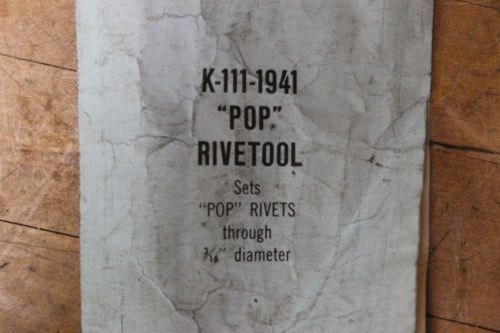 K-111-1941
"POP®"
RIVETOOL
Sets
"POP" RIVETS
through
3/16" diameter